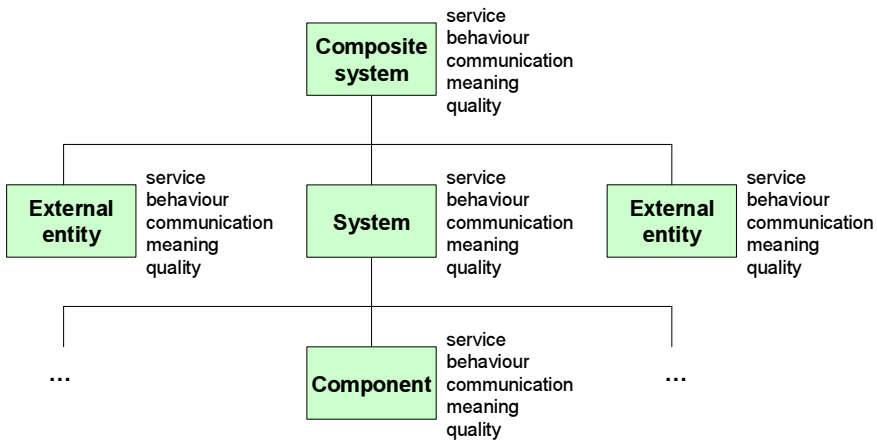 Composite
system
service
behaviour
communication
meaning
quality
External
entity
service
behaviour
communication
meaning
quality
System
service
behaviour
communication
meaning
quality
External
entity
service
behaviour
communication
meaning
quality
...
Component
service
behaviour
communication
meaning
quality
...